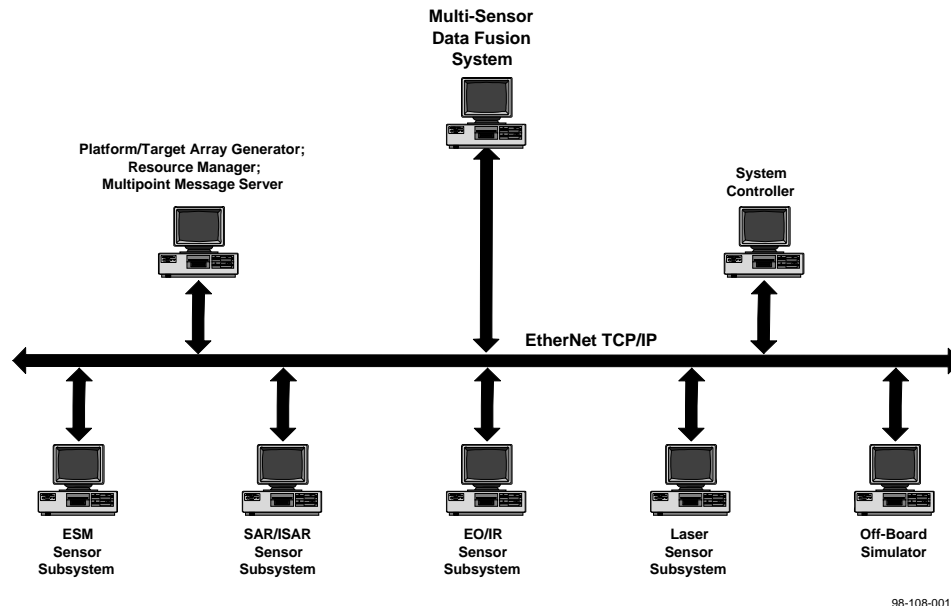 Multi-Sensor
Data Fusion
System
Platform/Target Array Generator;
Resource Manager;
Multipoint Message Server
System
Controller
EtherNet TCP/IP
ESM
Sensor
Subsystem
SAR/ISAR
Sensor
Subsystem
EO/IR
Sensor
Subsystem
Laser
Sensor
Subsystem
Off-Board
Simulator
98-108-001